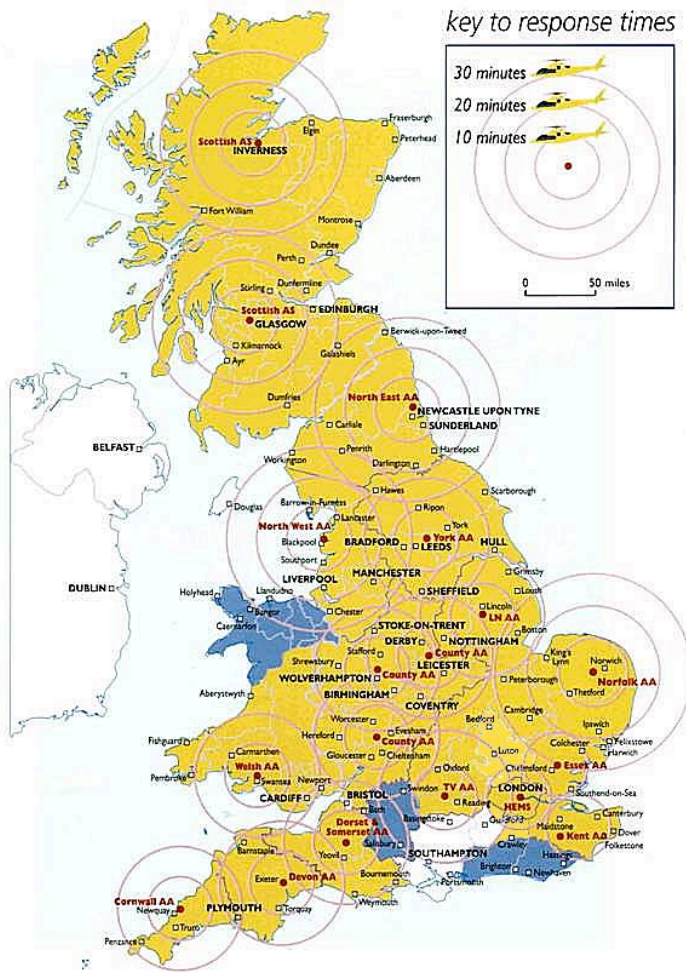 key to response times
30 minutes
20 minutes
10 minutes
0 50 miles
Scottish AS
INVERNESS
Elgin
Fraserburgh
Peterhead
Aberdeen
Fort William
Montrose
Dundee
Perth
Stirling
Dunfermline
Scottish AS
GLASGOW
EDINBURGH
Berwick-upon-Tweed
Kilmarnock
Galashiels
Ayr
Dumfries
North East AA
NEWCASTLE UPON TYNE
SUNDERLAND
Carlisle
BELFAST
Workington
Penrith
Hartlepool
Darlington
Hawes
Scarborough
Douglas
Barrow-in-Furness
Ripon
Lancaster
York
North West AA
Blackpool
BRADFORD
LEEDS
York AA
HULL
Southport
MANCHESTER
Grimsby
DUBLIN
LIVERPOOL
Holyhead
Llandudno
SHEFFIELD
Louth
Bangor
Chester
Lincoln
LN AA
Caernarfon
STOKE-ON-TRENT
Boston
DERBY
NOTTINGHAM
Stafford
County AA
King's
Lynn
Norwich
Shrewsbury
LEICESTER
WOLVERHAMPTON
County AA
Peterborough
Norfolk AA
BIRMINGHAM
Thetford
Aberystwyth
COVENTRY
Worcester
Evesham
Bedford
Cambridge
Ipswich
Fishguard
Hereford
County AA
Felixstowe
Colchester
Harwich
Carmarthen
Gloucester
Cheltenham
Luton
Pembroke
Welsh AA
Oxford
Chelmsford
Essex AA
Swansea
Newport
Swindon
TV AA
LONDON
Southend-on-Sea
CARDIFF
BRISTOL
Reading
HEMS
Bath
Basingstoke
Guildford
Canterbury
Dorset &
Somerset AA
Maidstone
Kent AA
Dover
Folkestone
Barnstaple
Salisbury
Crawley
Yeovil
SOUTHAMPTON
Hastings
Brighton
Newhaven
Exeter
Devon AA
Bournemouth
Portsmouth
Cornwall AA
Weymouth
Newquay
PLYMOUTH
Torquay
Truro
Penzance